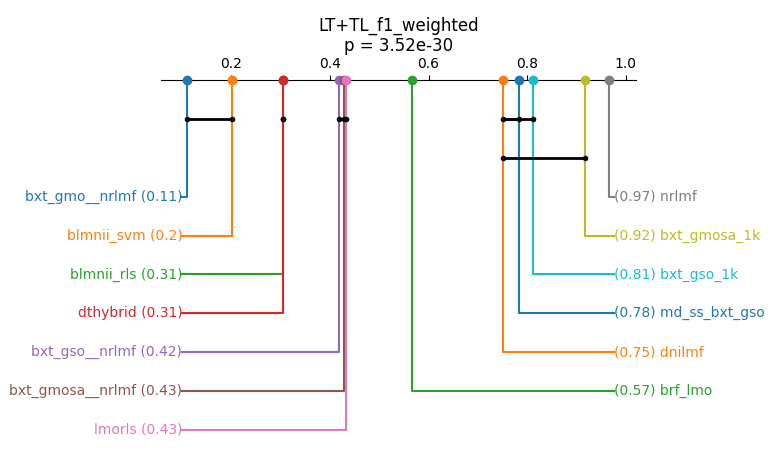 LT+TL_f1_weighted
p = 3.52e-30
0.2 0.4 0.6 0.8 1.0
bxt_gmo__nrlmf (0.11)
(0.97) nrlmf
blmnii_svm (0.2)
(0.92) bxt_gmosa_1k
blmnii_rls (0.31)
(0.81) bxt_gso_1k
dthybrid (0.31)
(0.78) md_ss_bxt_gso
bxt_gso__nrlmf (0.42)
(0.75) dnilmf
bxt_gmosa__nrlmf (0.43)
(0.57) brf_lmo
lmorls (0.43)